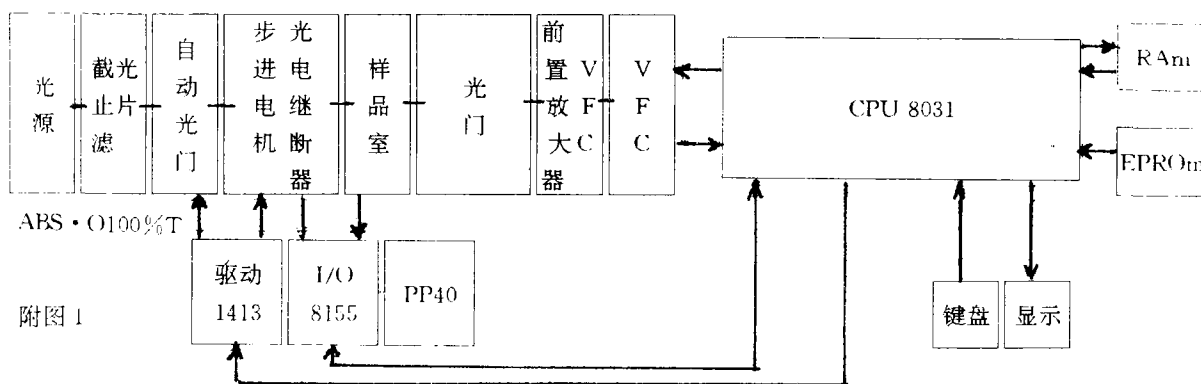 光源
截止滤
光片
自动光门
步进电机
光电继断器
样品室
光门
前置放大器
VFC
VFC
CPU 8031
RAm
EPROm
ABS·O100%T
驱动
1413
I/O
8155
PP40
键盘
显示
附图1